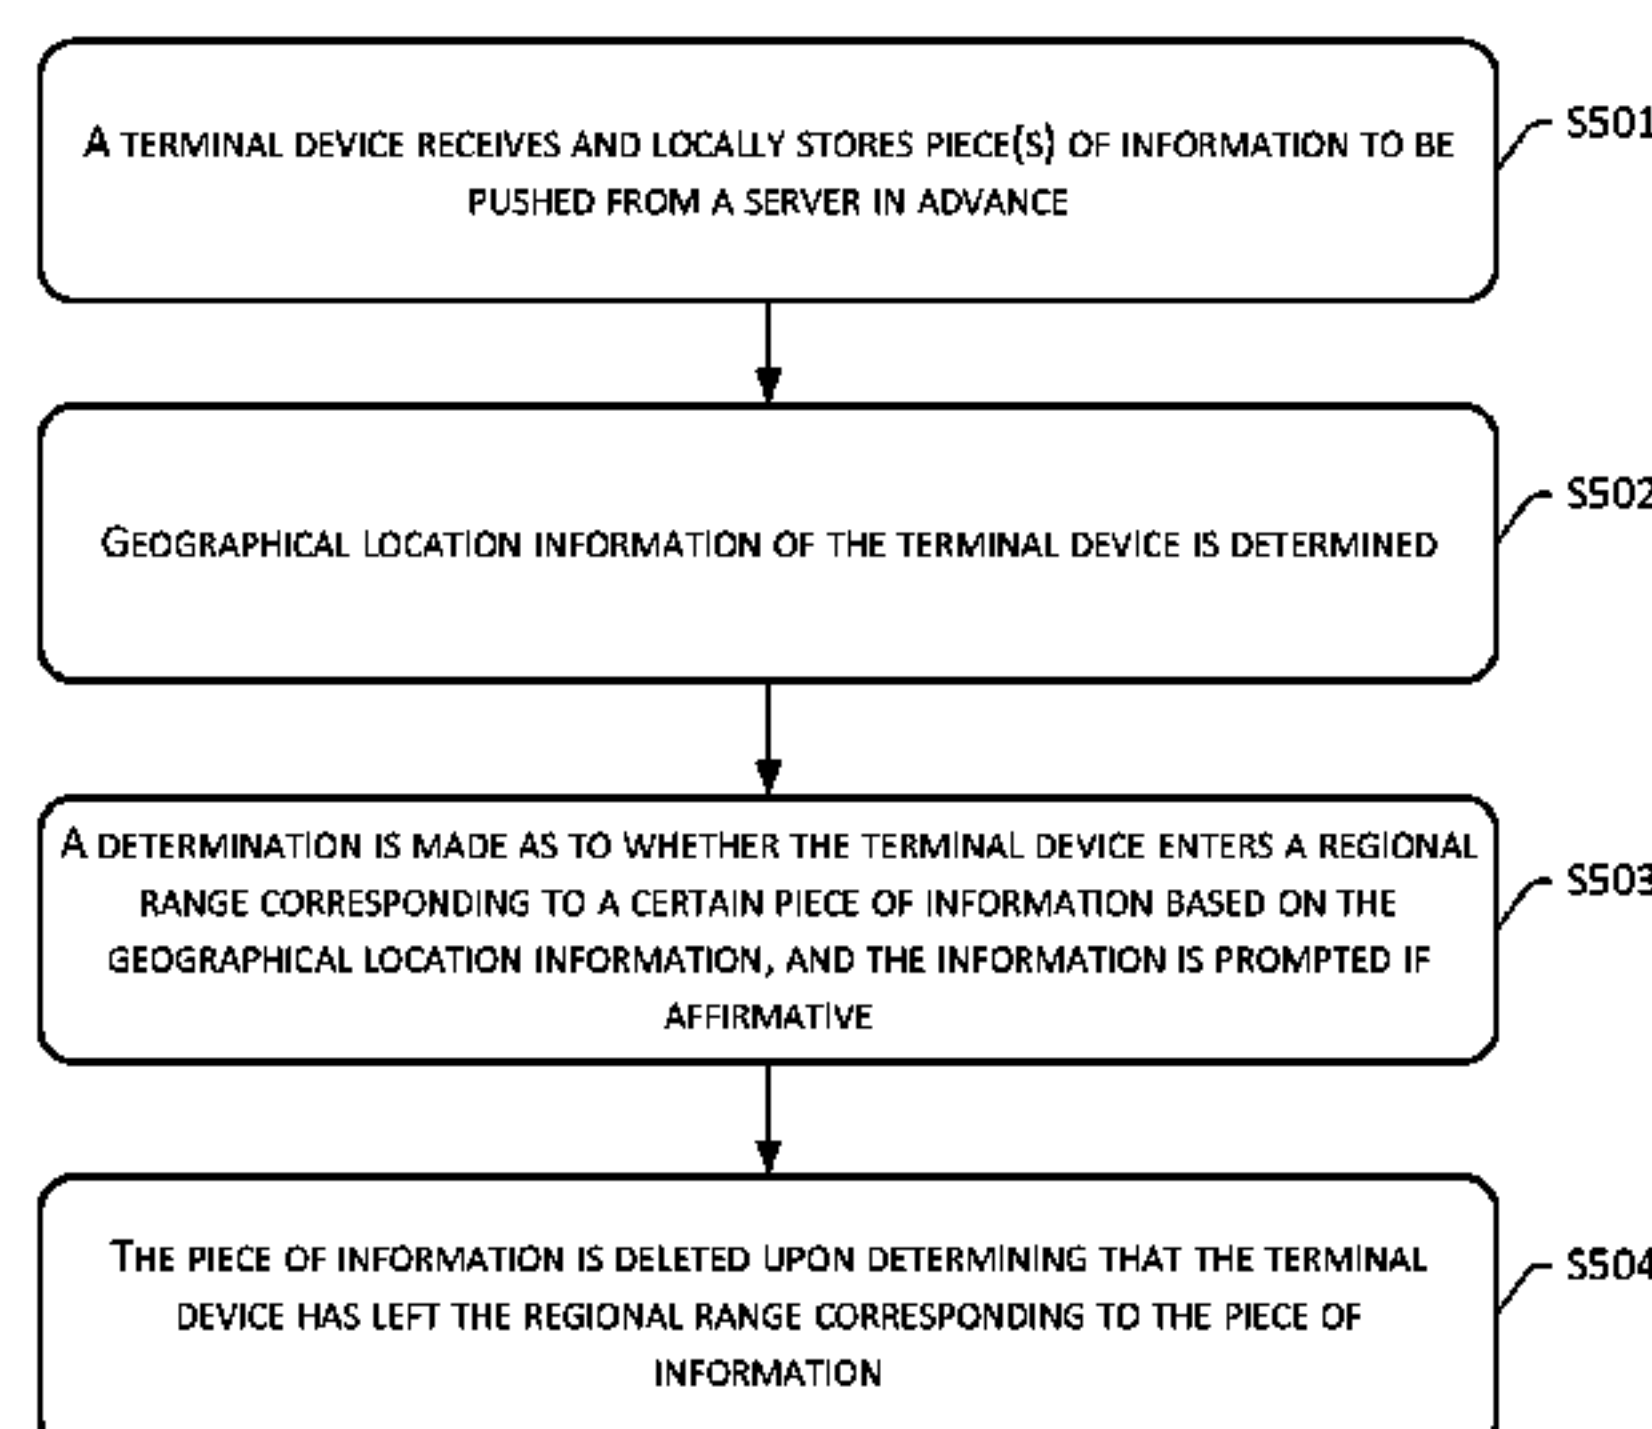 A TERMINAL DEVICE RECEIVES AND LOCALLY STORES PIECE(S) OF INFORMATION TO BE
PUSHED FROM A SERVER IN ADVANCE
S501
GEOGRAPHICAL LOCATION INFORMATION OF THE TERMINAL DEVICE IS DETERMINED
S502
A DETERMINATION IS MADE AS TO WHETHER THE TERMINAL DEVICE ENTERS A REGIONAL
RANGE CORRESPONDING TO A CERTAIN PIECE OF INFORMATION BASED ON THE
GEOGRAPHICAL LOCATION INFORMATION, AND THE INFORMATION IS PROMPTED IF
AFFIRMATIVE
S503
THE PIECE OF INFORMATION IS DELETED UPON DETERMINING THAT THE TERMINAL
DEVICE HAS LEFT THE REGIONAL RANGE CORRESPONDING TO THE PIECE OF
INFORMATION
S504